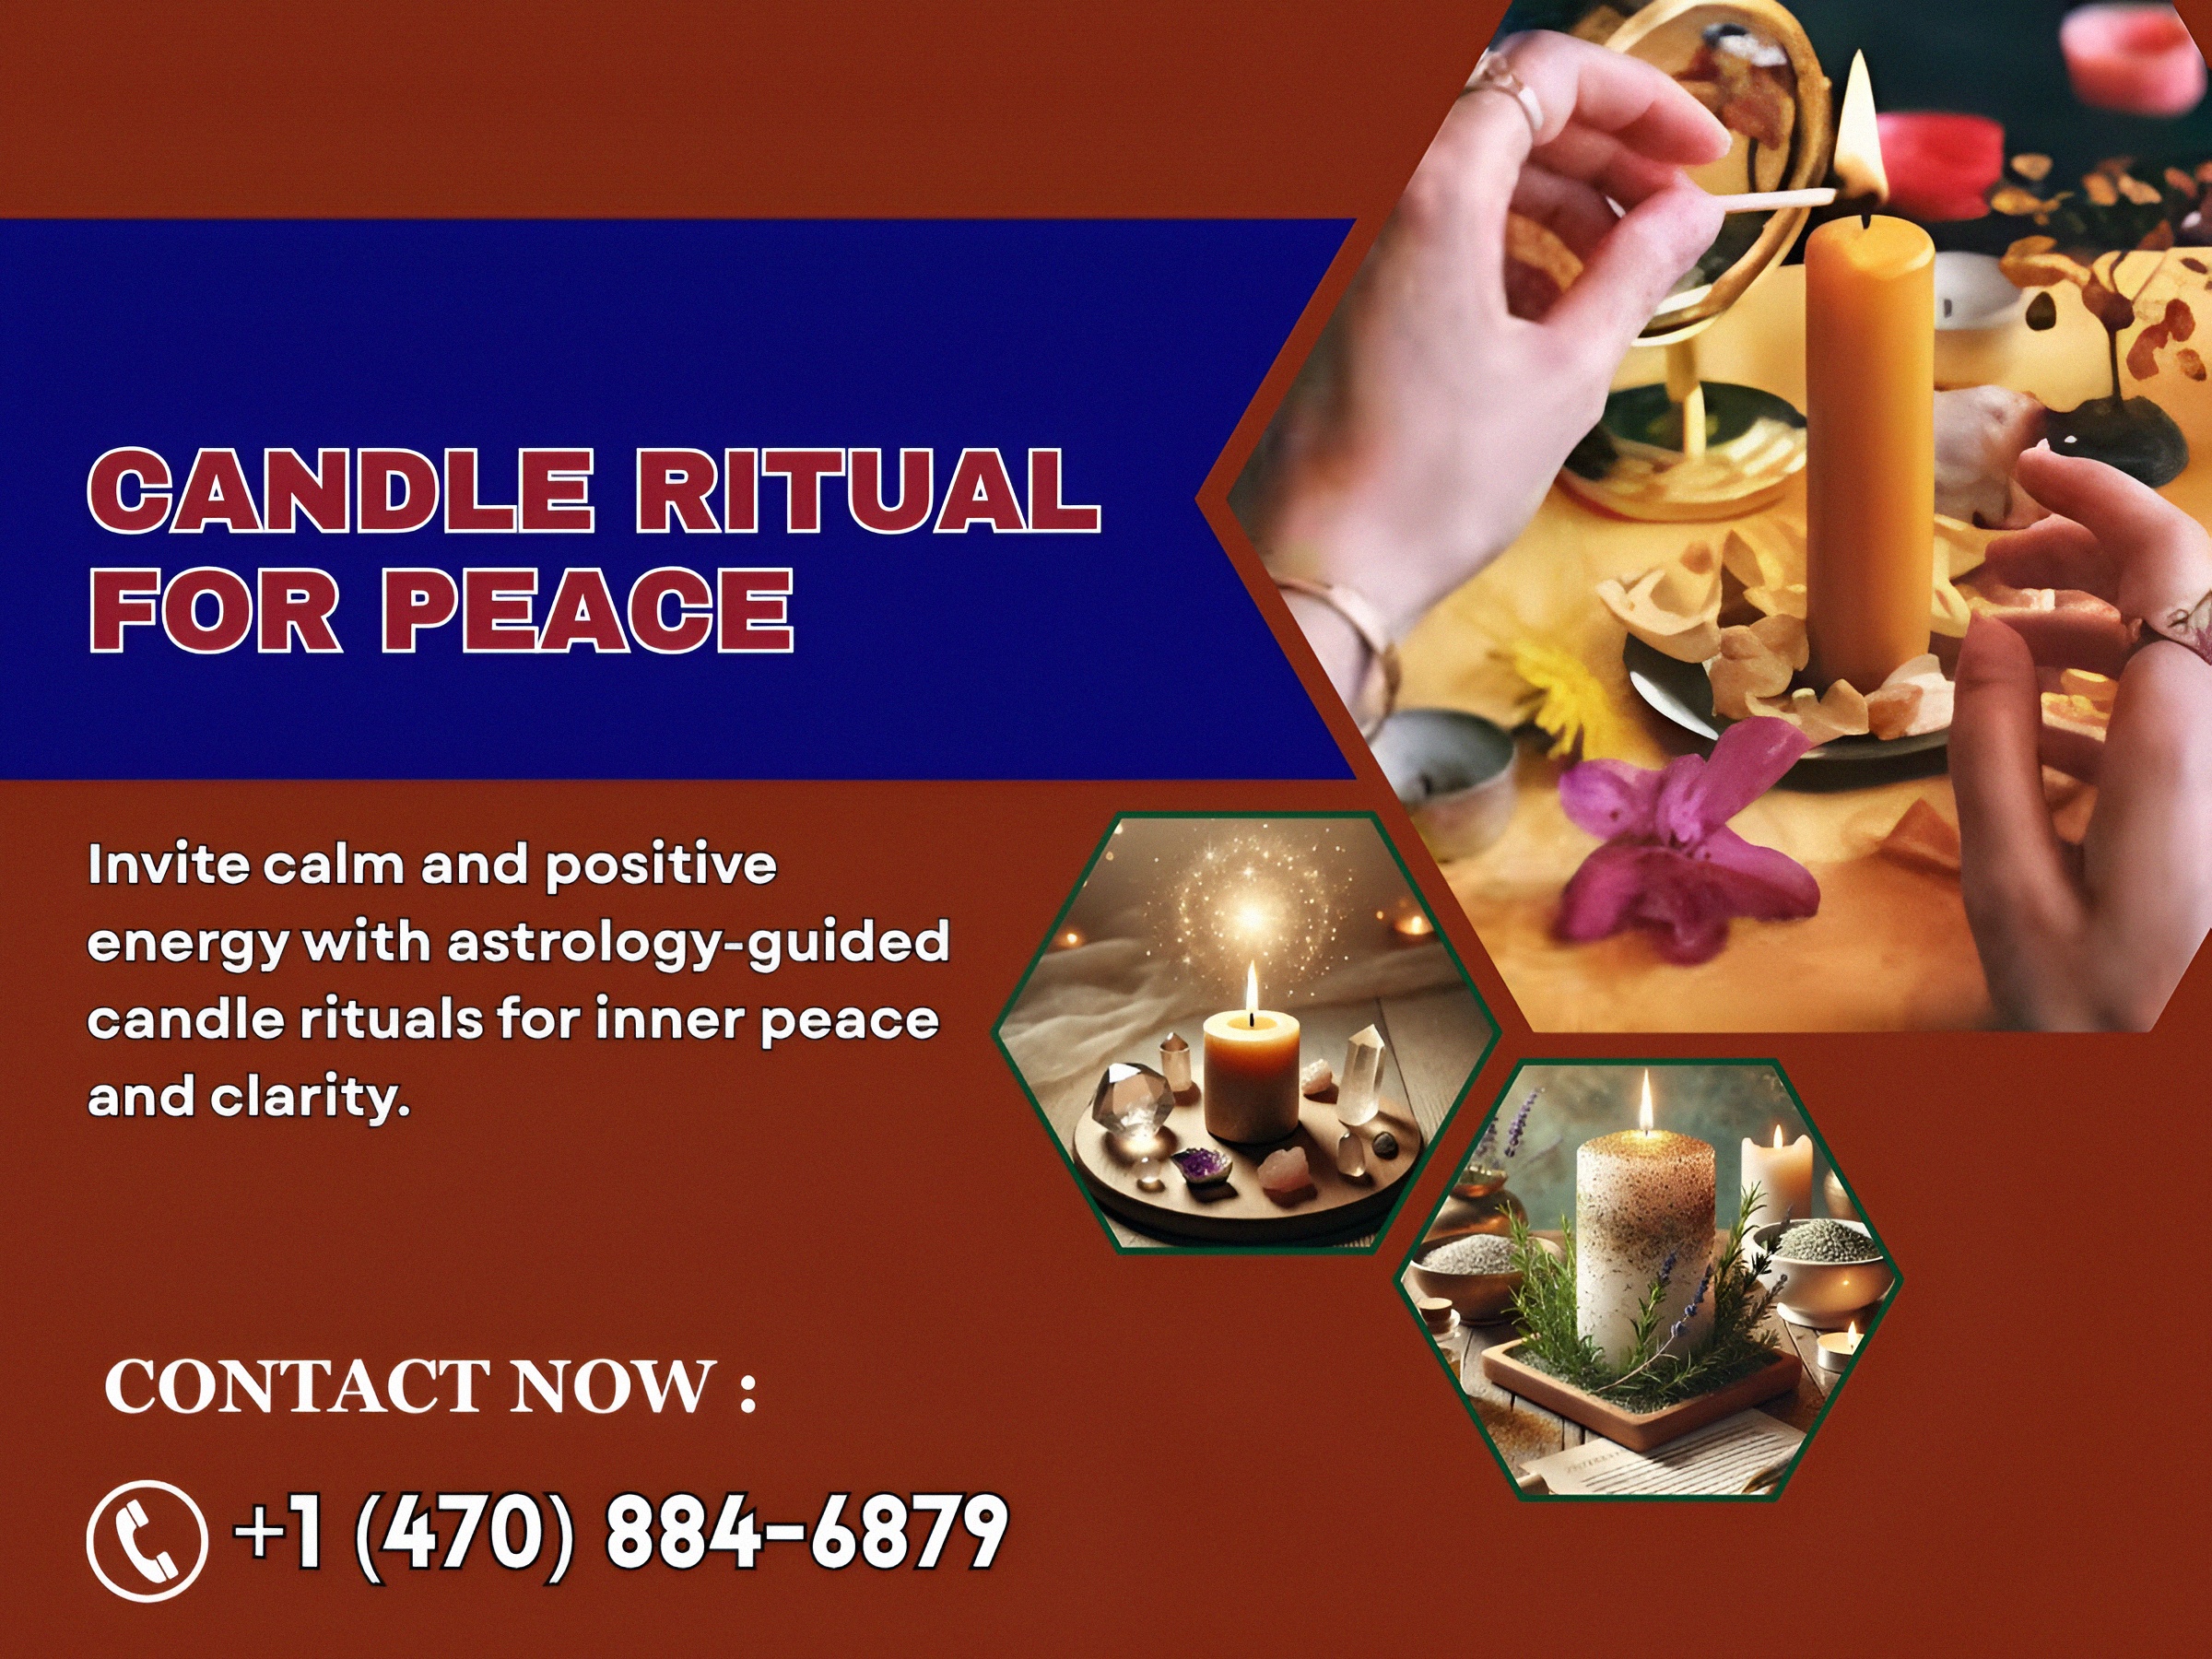 CANDLE RITUAL
FOR PEACE
Invite calm and positive
energy with astrology-guided
candle rituals for inner peace
and clarity.
CONTACT NOW :
+1 (470) 884-6879